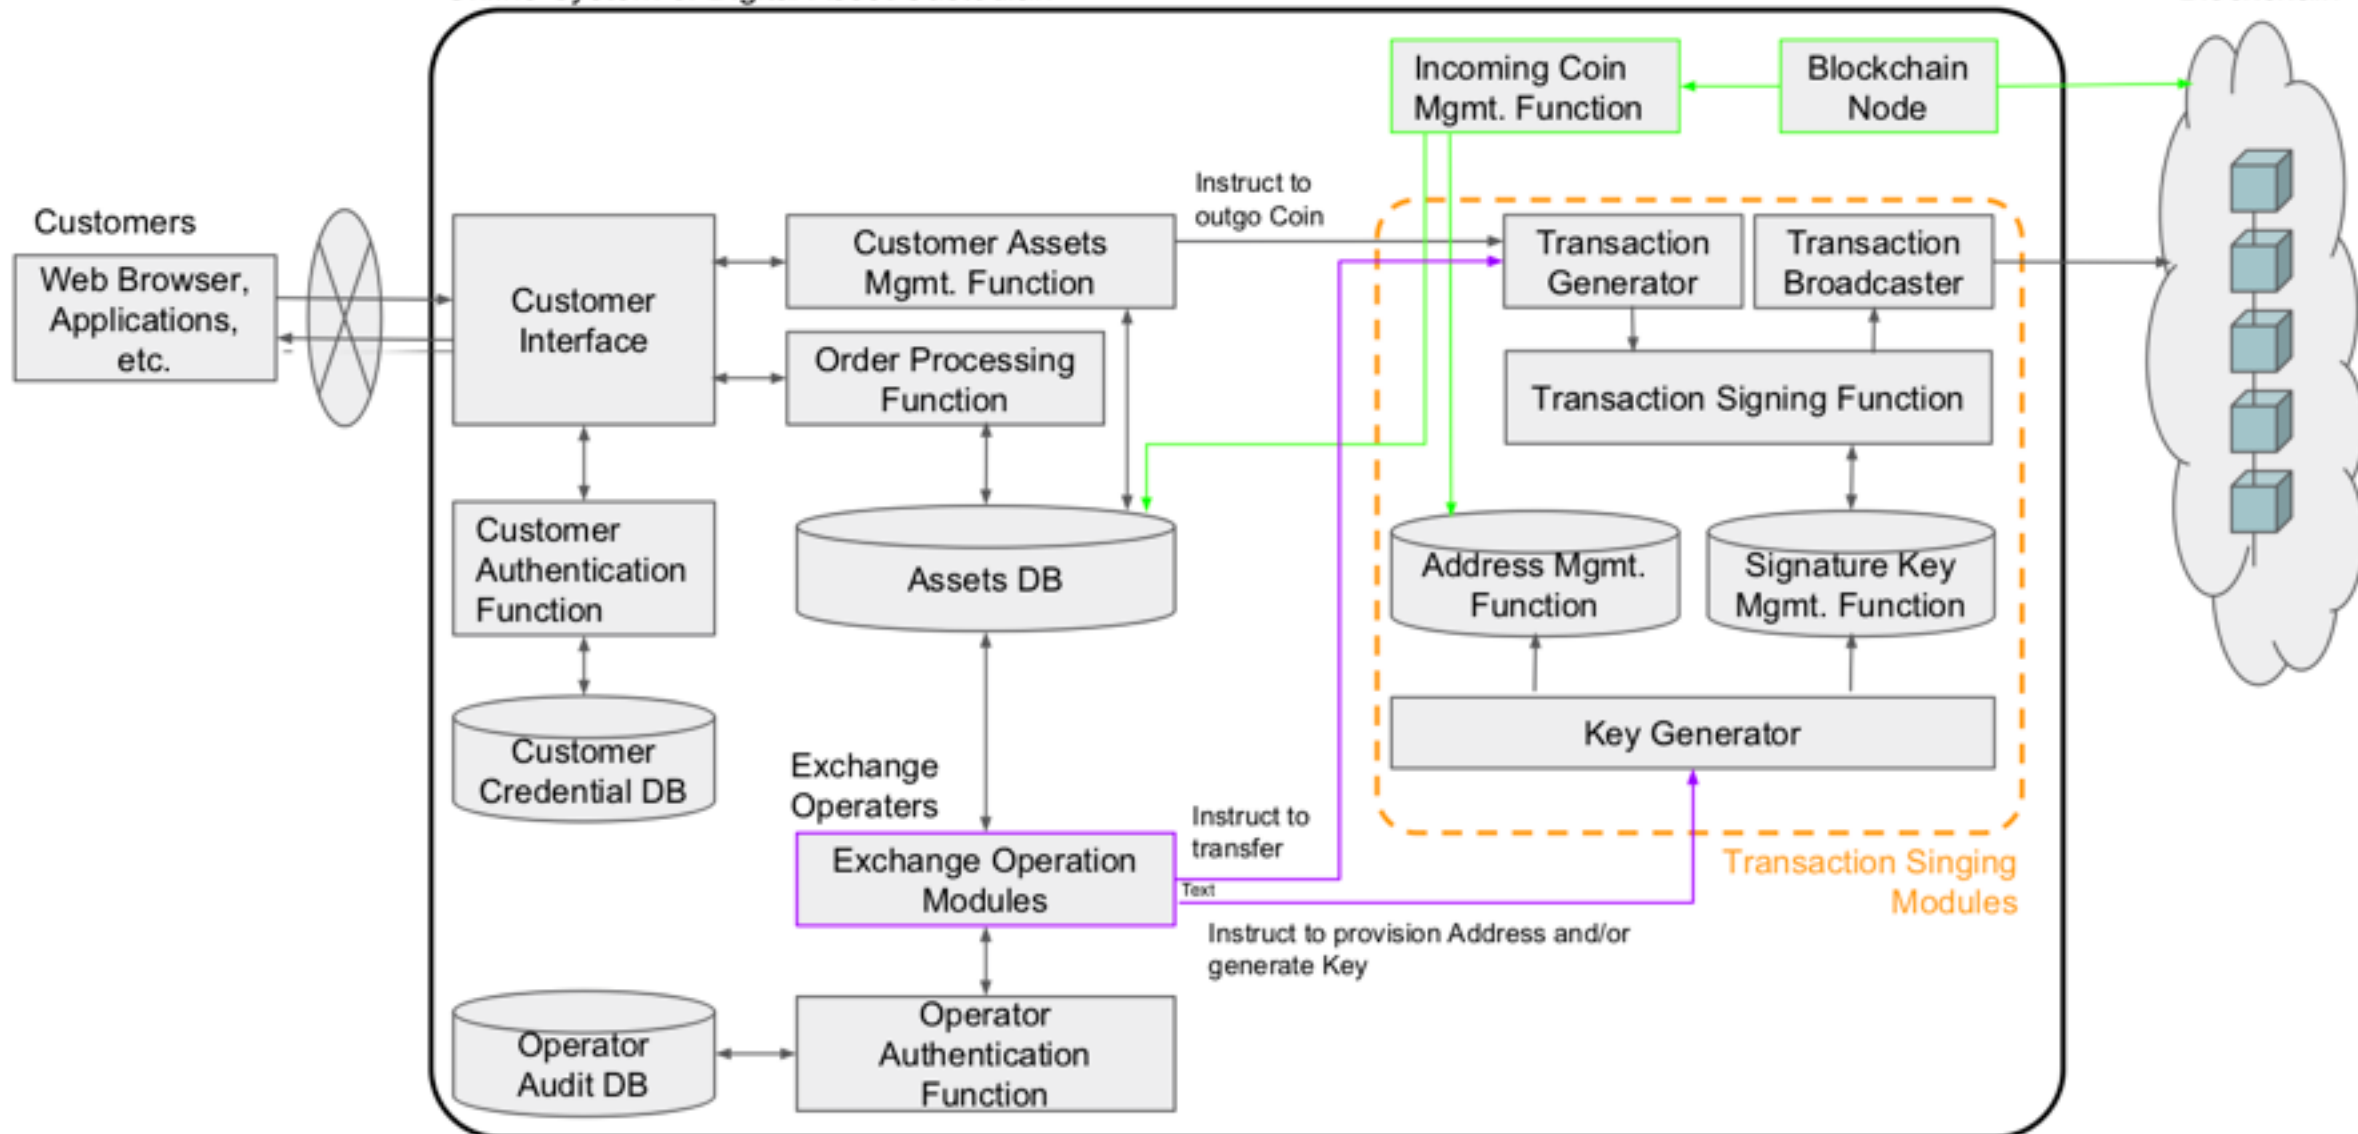 Incoming Coin
Mgmt. Function
Blockchain
Node
Customers
Web Browser,
Applications,
etc.
Customer
Interface
Customer Assets
Mgmt. Function
Instruct to
outgo Coin
Transaction
Generator
Transaction
Broadcaster
Order Processing
Function
Transaction Signing Function
Customer
Authentication
Function
Assets DB
Address Mgmt.
Function
Signature Key
Mgmt. Function
Customer
Credential DB
Key Generator
Exchange
Operaters
Exchange Operation
Modules
Instruct to
transfer
Text
Transaction Singing
Modules
Instruct to provision Address and/or
generate Key
Operator
Audit DB
Operator
Authentication
Function